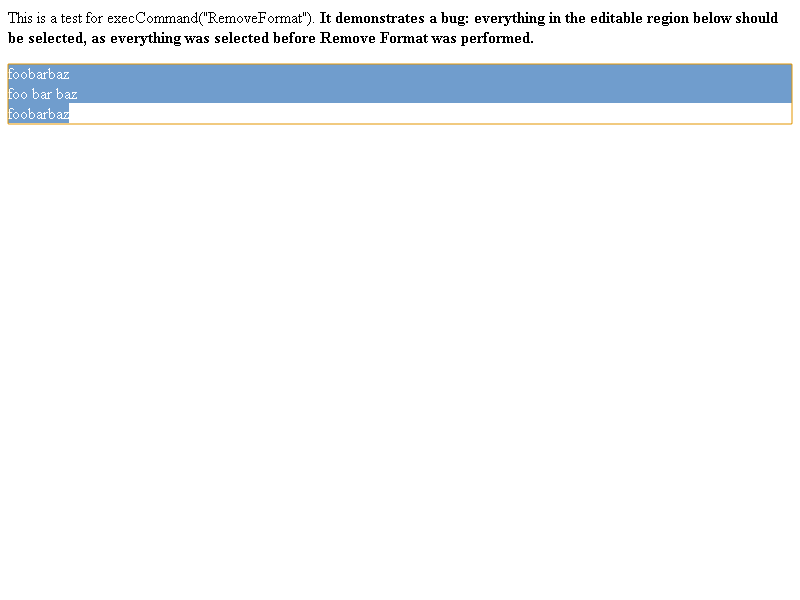 This is a test for execCommand("RemoveFormat"). It demonstrates a bug: everything in the editable region below should
be selected, as everything was selected before Remove Format was performed.
foobarbaz
foo bar baz
foobarbaz